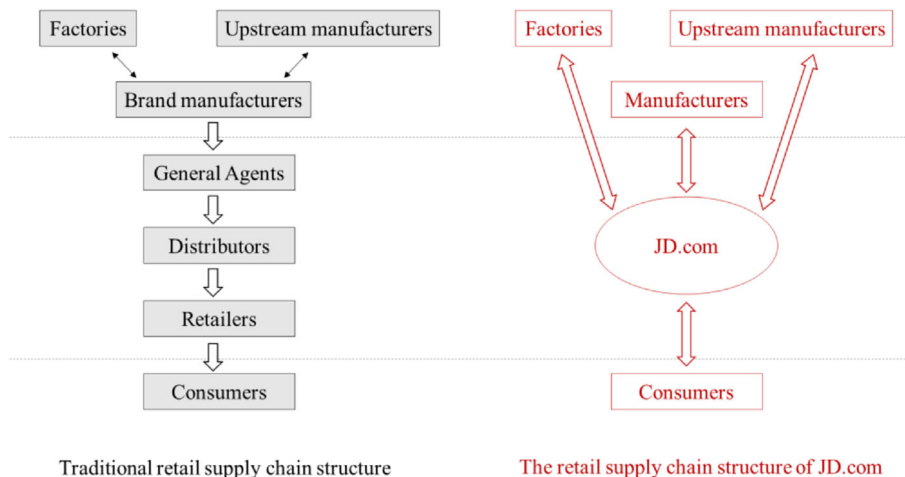 Factories
Upstream manufacturers
Brand manufacturers
General Agents
Distributors
Retailers
Consumers
Traditional retail supply chain structure
Factories
Upstream manufacturers
Manufacturers
JD.com
Consumers
The retail supply chain structure of JD.com